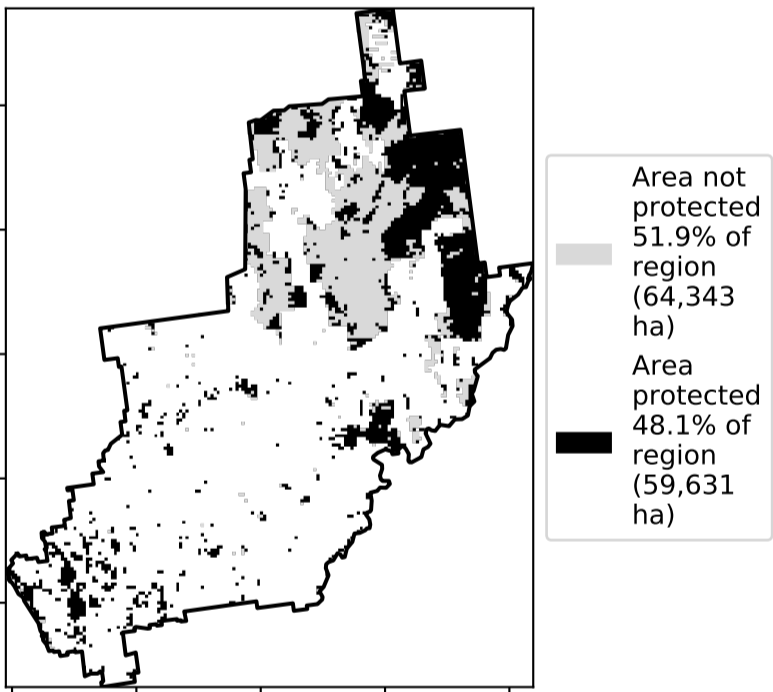 Area not
protected
51.9% of
region
(64,343
ha)
Area
protected
48.1% of
region
(59,631
ha)